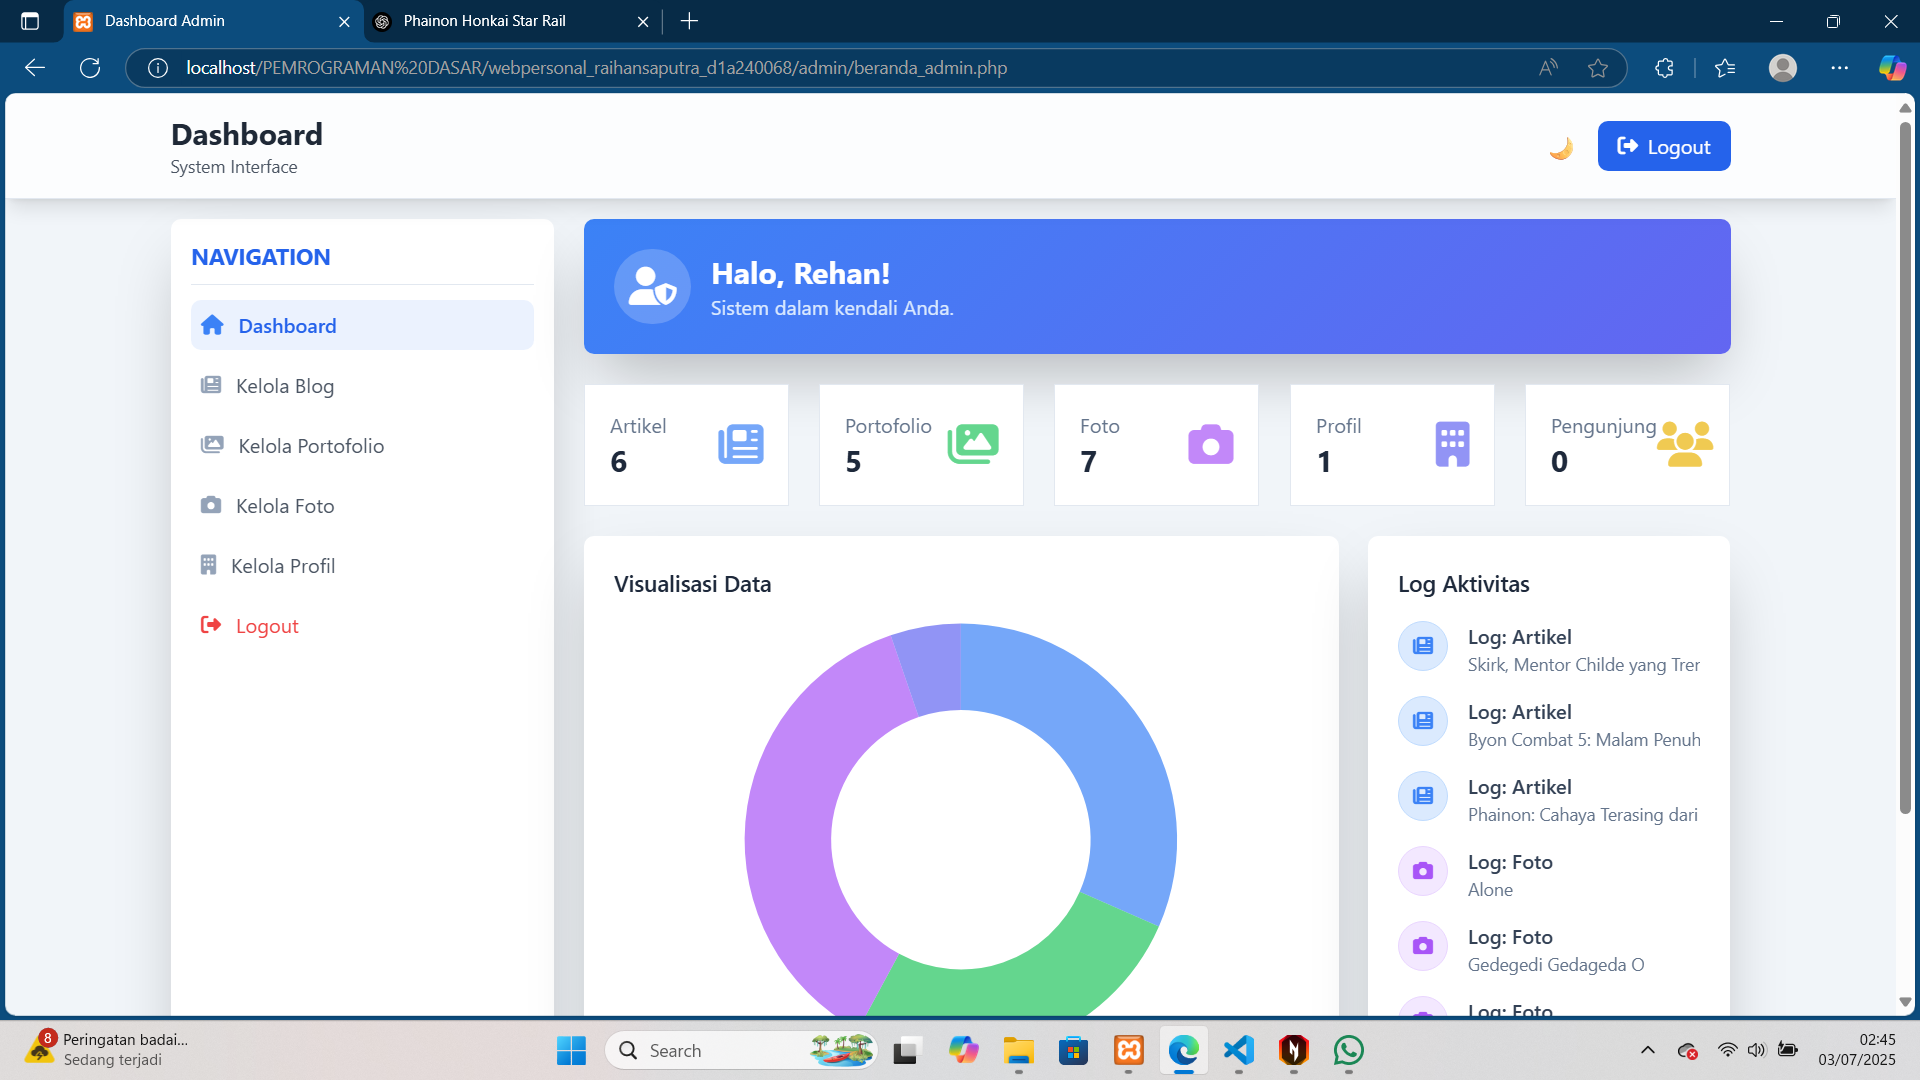 Dashboard Admin
Phainon Honkai Star Rail
localhost/PEMROGRAMAN%20DASAR/webpersonal_raihansaputra_d1a240068/admin/beranda_admin.php
Dashboard
System Interface
Logout
NAVIGATION
Dashboard
Kelola Blog
Kelola Portofolio
Kelola Foto
Kelola Profil
Logout
Halo, Rehan!
Sistem dalam kendali Anda.
Artikel
6
Portofolio
5
Foto
7
Profil
1
Pengunjung
0
Visualisasi Data
Log Aktivitas
Log: Artikel
Skirk, Mentor Childe yang Trer
Log: Artikel
Byon Combat 5: Malam Penuh
Log: Artikel
Phainon: Cahaya Terasing dari
Log: Foto
Alone
Log: Foto
Gedegedi Gedageda O
Log: Foto
8
Peringatan badai...
Sedang terjadi
Search
02:45
03/07/2025